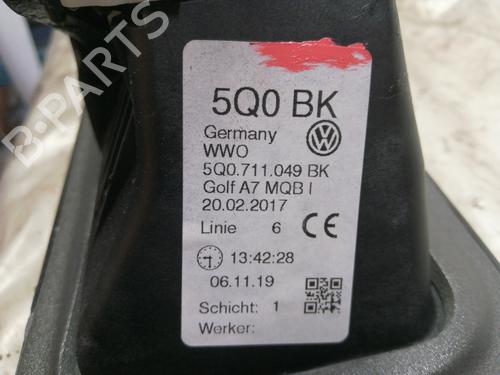 5Q0 BK
Germany
WWO
5Q0.711.049 BK
Golf A7 MQB I
20.02.2017
Linie 6 CE
13:42:28
06.11.19
Schicht: 1
Werker:
B-PARTS